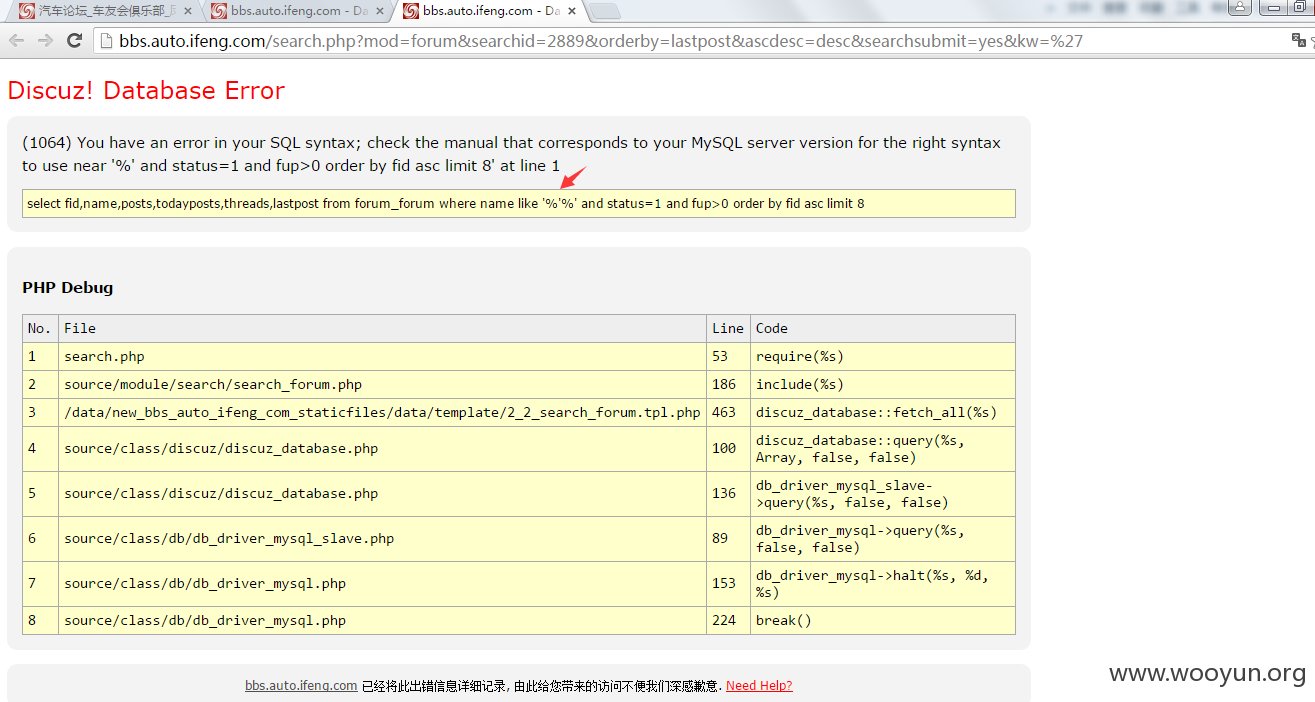 汽车论坛_车友会俱乐部_
bbs.auto.ifeng.com - Da
bbs.auto.ifeng.com - Da
bbs.auto.ifeng.com/search.php?mod=forum&searchid=2889&orderby=lastpost&ascdesc=desc&searchsubmit=yes&kw=%27
Discuz! Database Error
(1064) You have an error in your SQL syntax; check the manual that corresponds to your MySQL server version for the right syntax
to use near '%' and status=1 and fup>0 order by fid asc limit 8' at line 1
select fid,name,posts,todayposts,threads,lastpost from forum_forum where name like '%'%' and status=1 and fup>0 order by fid asc limit 8
PHP Debug
No. File Line Code
1 search.php 53 require(%s)
2 source/module/search/search_forum.php 186 include(%s)
3 /data/new_bbs_auto_ifeng_com_staticfiles/data/template/2_2_search_forum.tpl.php 463 discuz_database::fetch_all(%s)
4 source/class/discuz/discuz_database.php 100 discuz_database::query(%s,
Array, false, false)
5 source/class/discuz/discuz_database.php 136 db_driver_mysql_slave-
>query(%s, false, false)
6 source/class/db/db_driver_mysql_slave.php 89 db_driver_mysql->query(%s,
false, false)
7 source/class/db/db_driver_mysql.php 153 db_driver_mysql->halt(%s, %d,
%s)
8 source/class/db/db_driver_mysql.php 224 break()
bbs.auto.ifeng.com 已经将此出错信息详细记录, 由此给您带来的访问不便我们深感歉意. Need Help?
www.wooyun.org